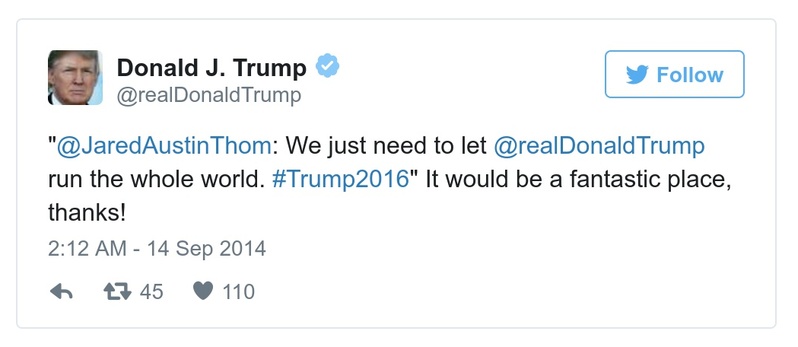 Donald J. Trump
@realDonaldTrump
Follow
"@JaredAustinThom: We just need to let @realDonaldTrump
run the whole world. #Trump2016" It would be a fantastic place,
thanks!
2:12 AM - 14 Sep 2014
45 110